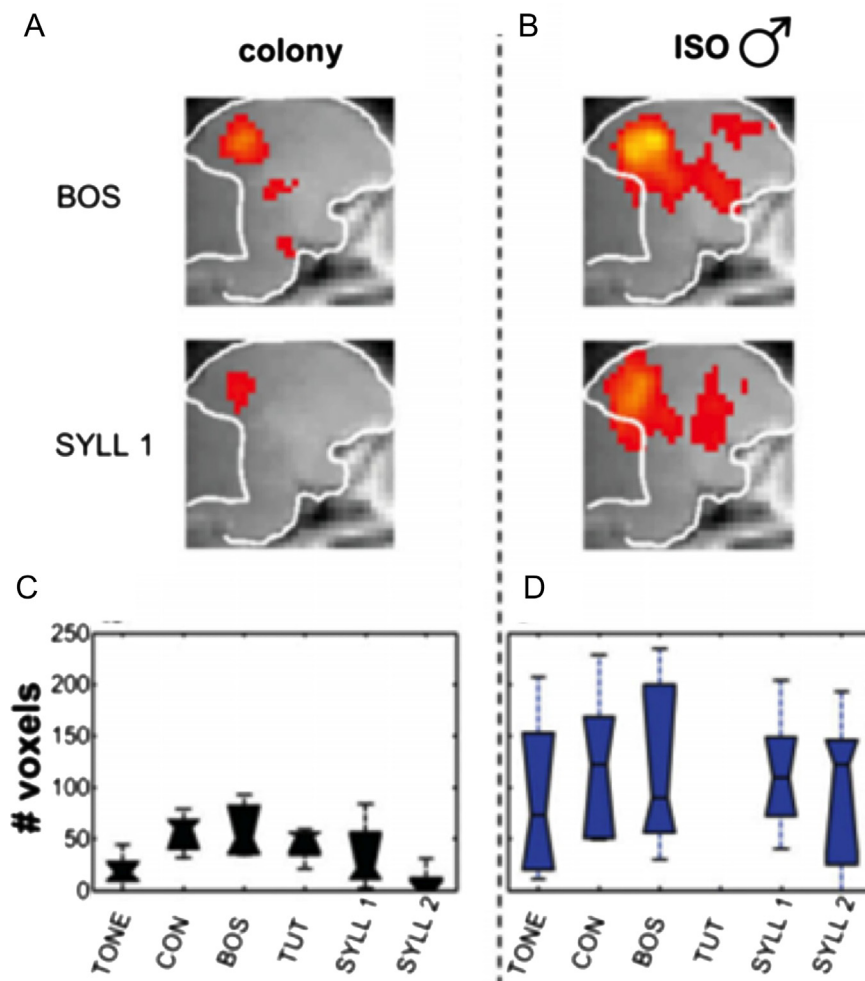 A
B
colony
ISO ♂
BOS
SYLL 1
C
D
# voxels
250
200
150
100
50
0
TONE
CON
BOS
TUT
SYLL 1
SYLL 2
TONE
CON
BOS
TUT
SYLL 1
SYLL 2